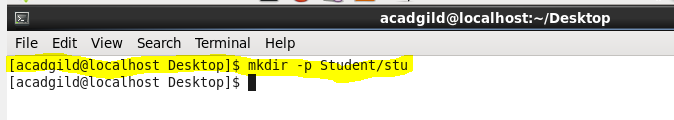 acadgild@localhost:~/Desktop
File Edit View Search Terminal Help
[acadgild@localhost Desktop]$ mkdir -p Student/stu
[acadgild@localhost Desktop]$